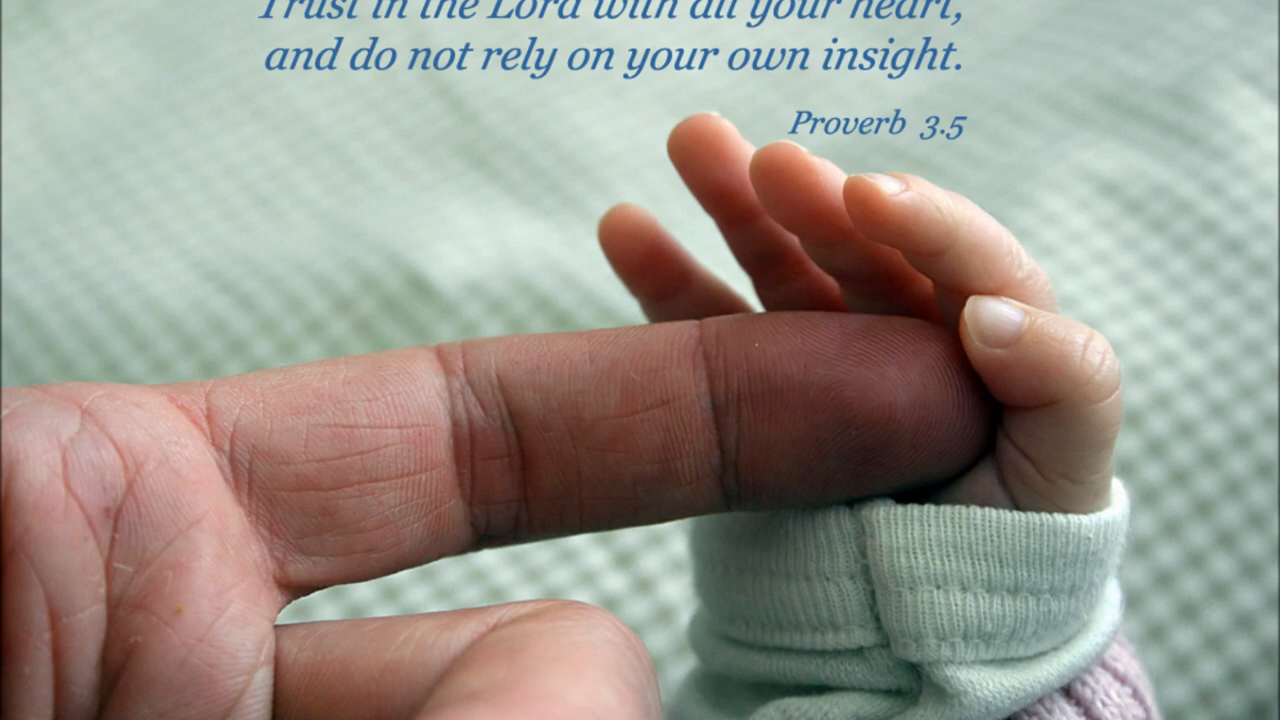 Trust in the Lord with all your heart,
and do not rely on your own insight.
Proverb 3.5